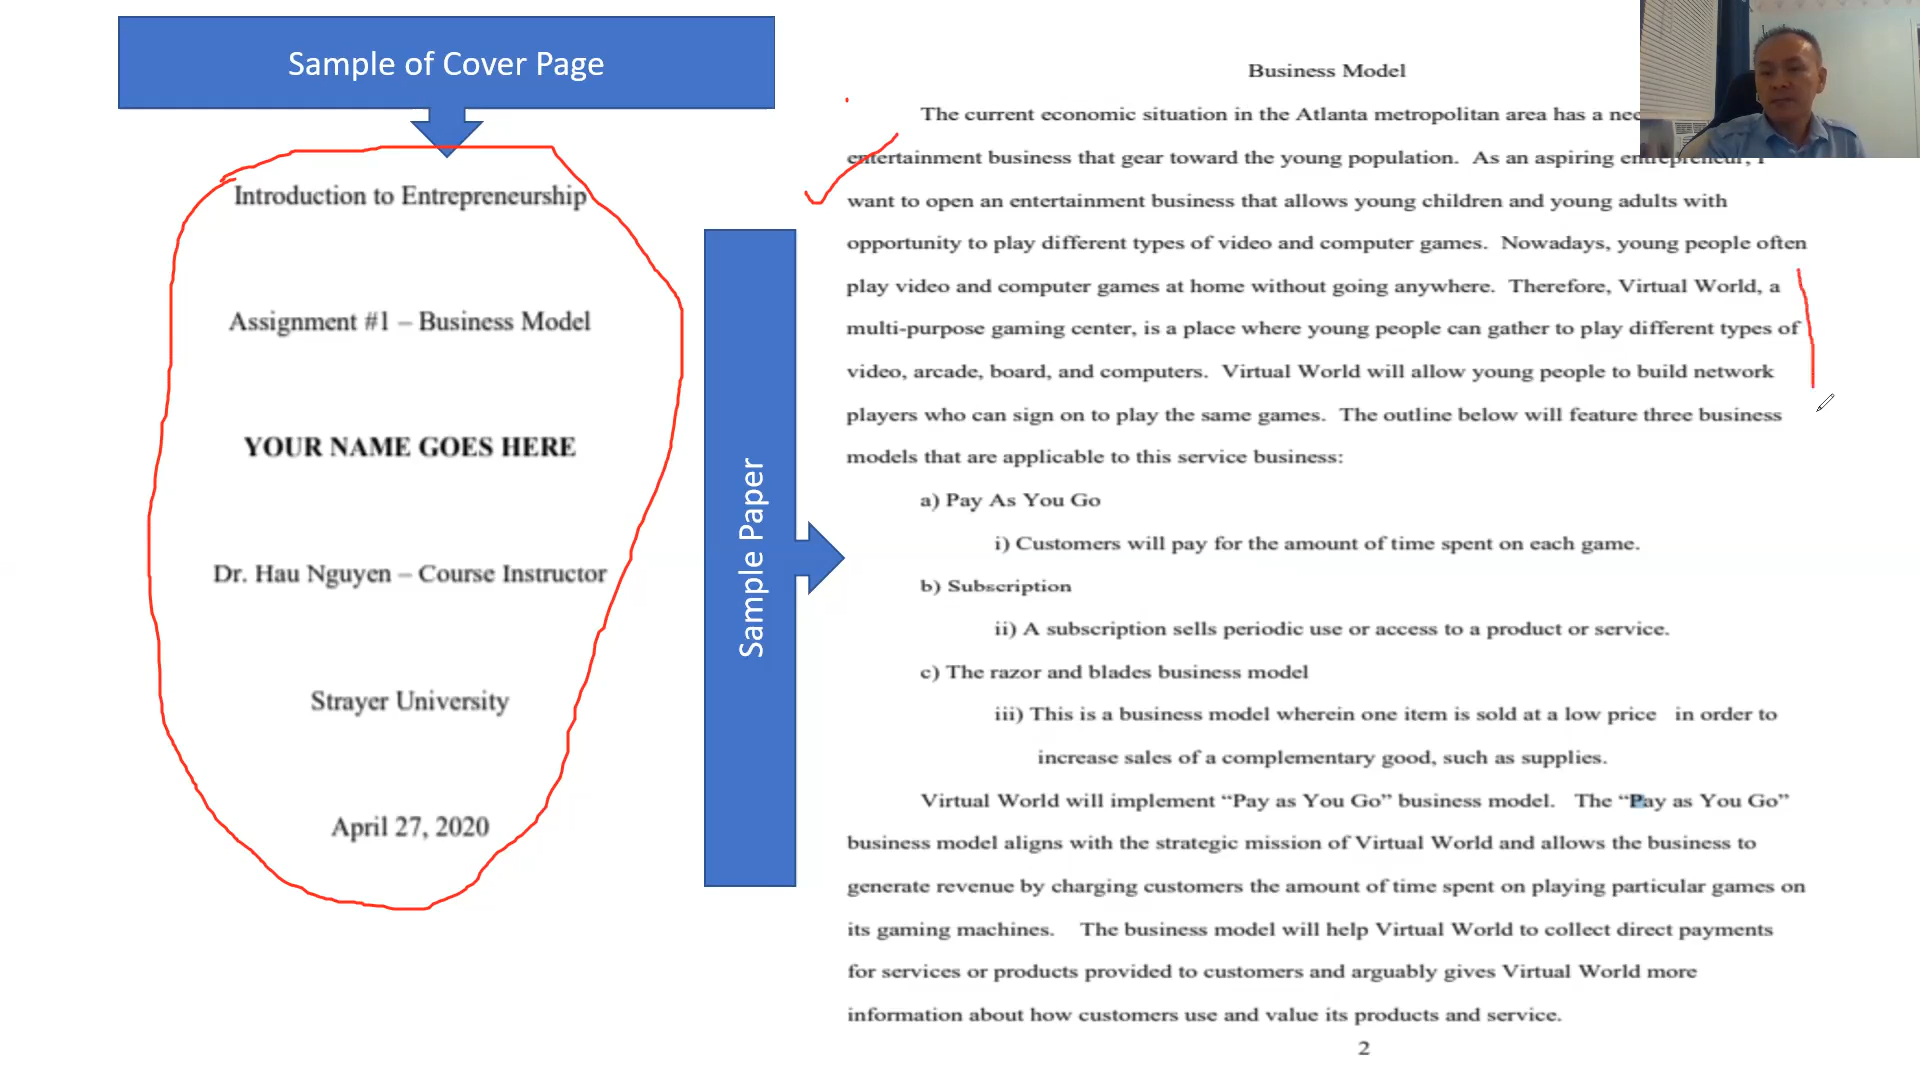 Sample of Cover Page
Introduction to Entrepreneurship
Assignment #1 – Business Model
YOUR NAME GOES HERE
Dr. Hau Nguyen – Course Instructor
Strayer University
April 27, 2020
Sample Paper
Business Model
The current economic situation in the Atlanta metropolitan area has a
entertainment business that gear toward the young population.  As an aspiring entrepreneur, I
want to open an entertainment business that allows young children and young adults with
opportunity to play different types of video and computer games.  Nowadays, young people often
play video and computer games at home without going anywhere.  Therefore, Virtual World, a
multi-purpose gaming center, is a place where young people can gather to play different types of
video, arcade, board, and computers.  Virtual World will allow young people to build network
players who can sign on to play the same games.  The outline below will feature three business
models that are applicable to this service business:
a) Pay As You Go
i) Customers will pay for the amount of time spent on each game.
b) Subscription
ii) A subscription sells periodic use or access to a product or service.
c) The razor and blades business model
iii) This is a business model wherein one item is sold at a low price   in order to
increase sales of a complementary good, such as supplies.
Virtual World will implement “Pay as You Go” business model.   The “Pay as You Go”
business model aligns with the strategic mission of Virtual World and allows the business to
generate revenue by charging customers the amount of time spent on playing particular games on
its gaming machines.    The business model will help Virtual World to collect direct payments
for services or products provided to customers and arguably gives Virtual World more
information about how customers use and value its products and service.
2